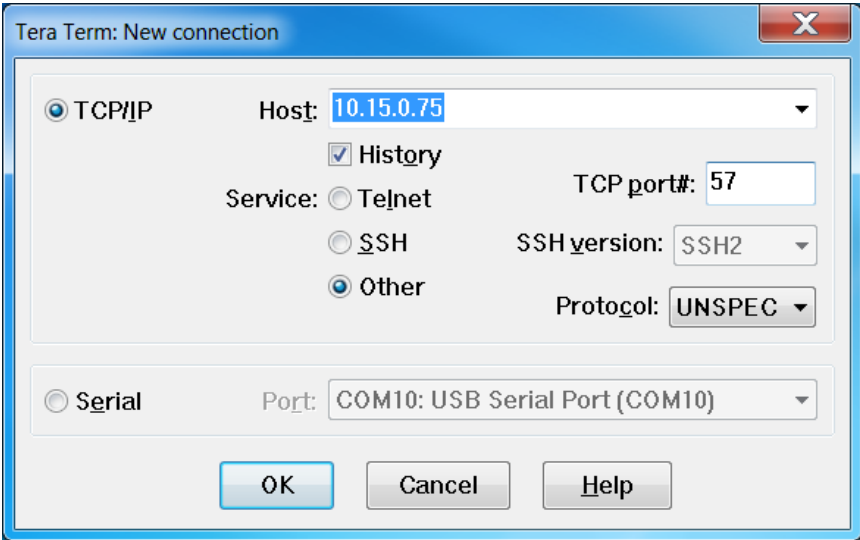 Tera Term: New connection
TCP/IP
Host: 10.15.0.75
History
Service: Telnet
TCP port#: 57
SSH
SSH version: SSH2
Other
Protocol: UNSPEC
Serial
Port: COM10: USB Serial Port (COM10)
OK Cancel Help